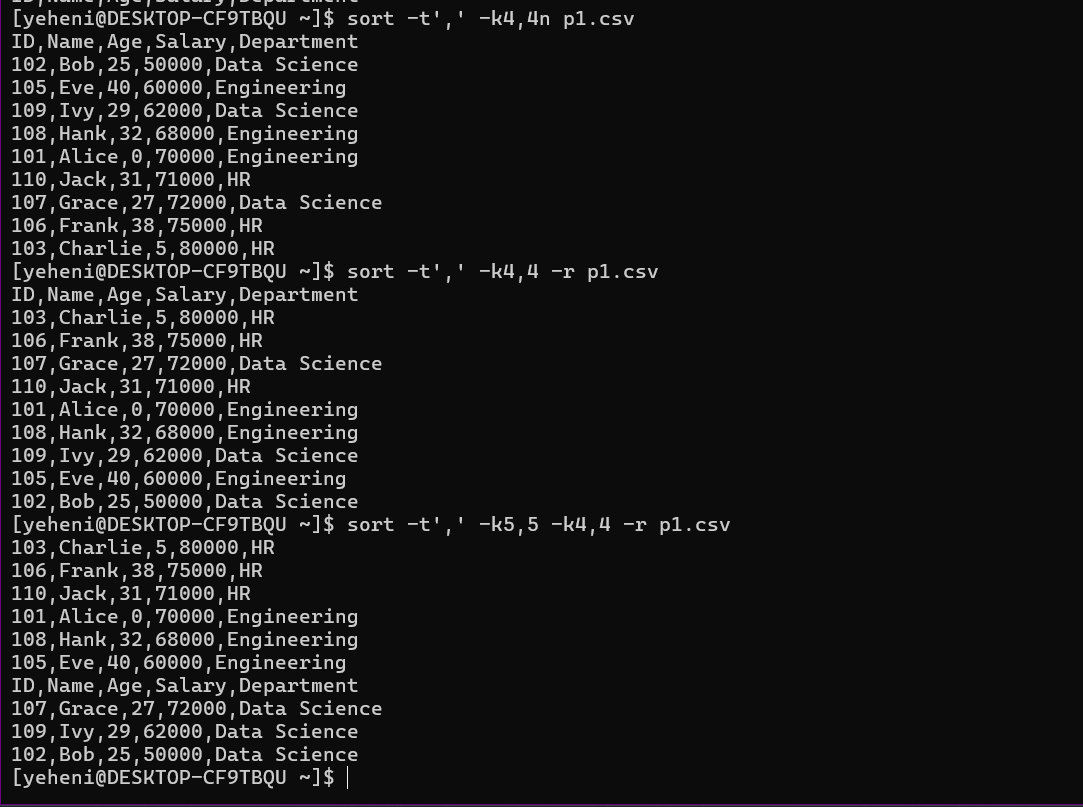 ID,Name,Age,Salary,Department
[yeheni@DESKTOP-CF9TBQU ~]$ sort -t',' -k4,4n p1.csv
ID,Name,Age,Salary,Department
102,Bob,25,50000,Data Science
105,Eve,40,60000,Engineering
109,Ivy,29,62000,Data Science
108,Hank,32,68000,Engineering
101,Alice,0,70000,Engineering
110,Jack,31,71000,HR
107,Grace,27,72000,Data Science
106,Frank,38,75000,HR
103,Charlie,5,80000,HR
[yeheni@DESKTOP-CF9TBQU ~]$ sort -t',' -k4,4 -r p1.csv
ID,Name,Age,Salary,Department
103,Charlie,5,80000,HR
106,Frank,38,75000,HR
107,Grace,27,72000,Data Science
110,Jack,31,71000,HR
101,Alice,0,70000,Engineering
108,Hank,32,68000,Engineering
109,Ivy,29,62000,Data Science
105,Eve,40,60000,Engineering
102,Bob,25,50000,Data Science
[yeheni@DESKTOP-CF9TBQU ~]$ sort -t',' -k5,5 -k4,4 -r p1.csv
103,Charlie,5,80000,HR
106,Frank,38,75000,HR
110,Jack,31,71000,HR
101,Alice,0,70000,Engineering
108,Hank,32,68000,Engineering
105,Eve,40,60000,Engineering
ID,Name,Age,Salary,Department
107,Grace,27,72000,Data Science
109,Ivy,29,62000,Data Science
102,Bob,25,50000,Data Science
[yeheni@DESKTOP-CF9TBQU ~]$